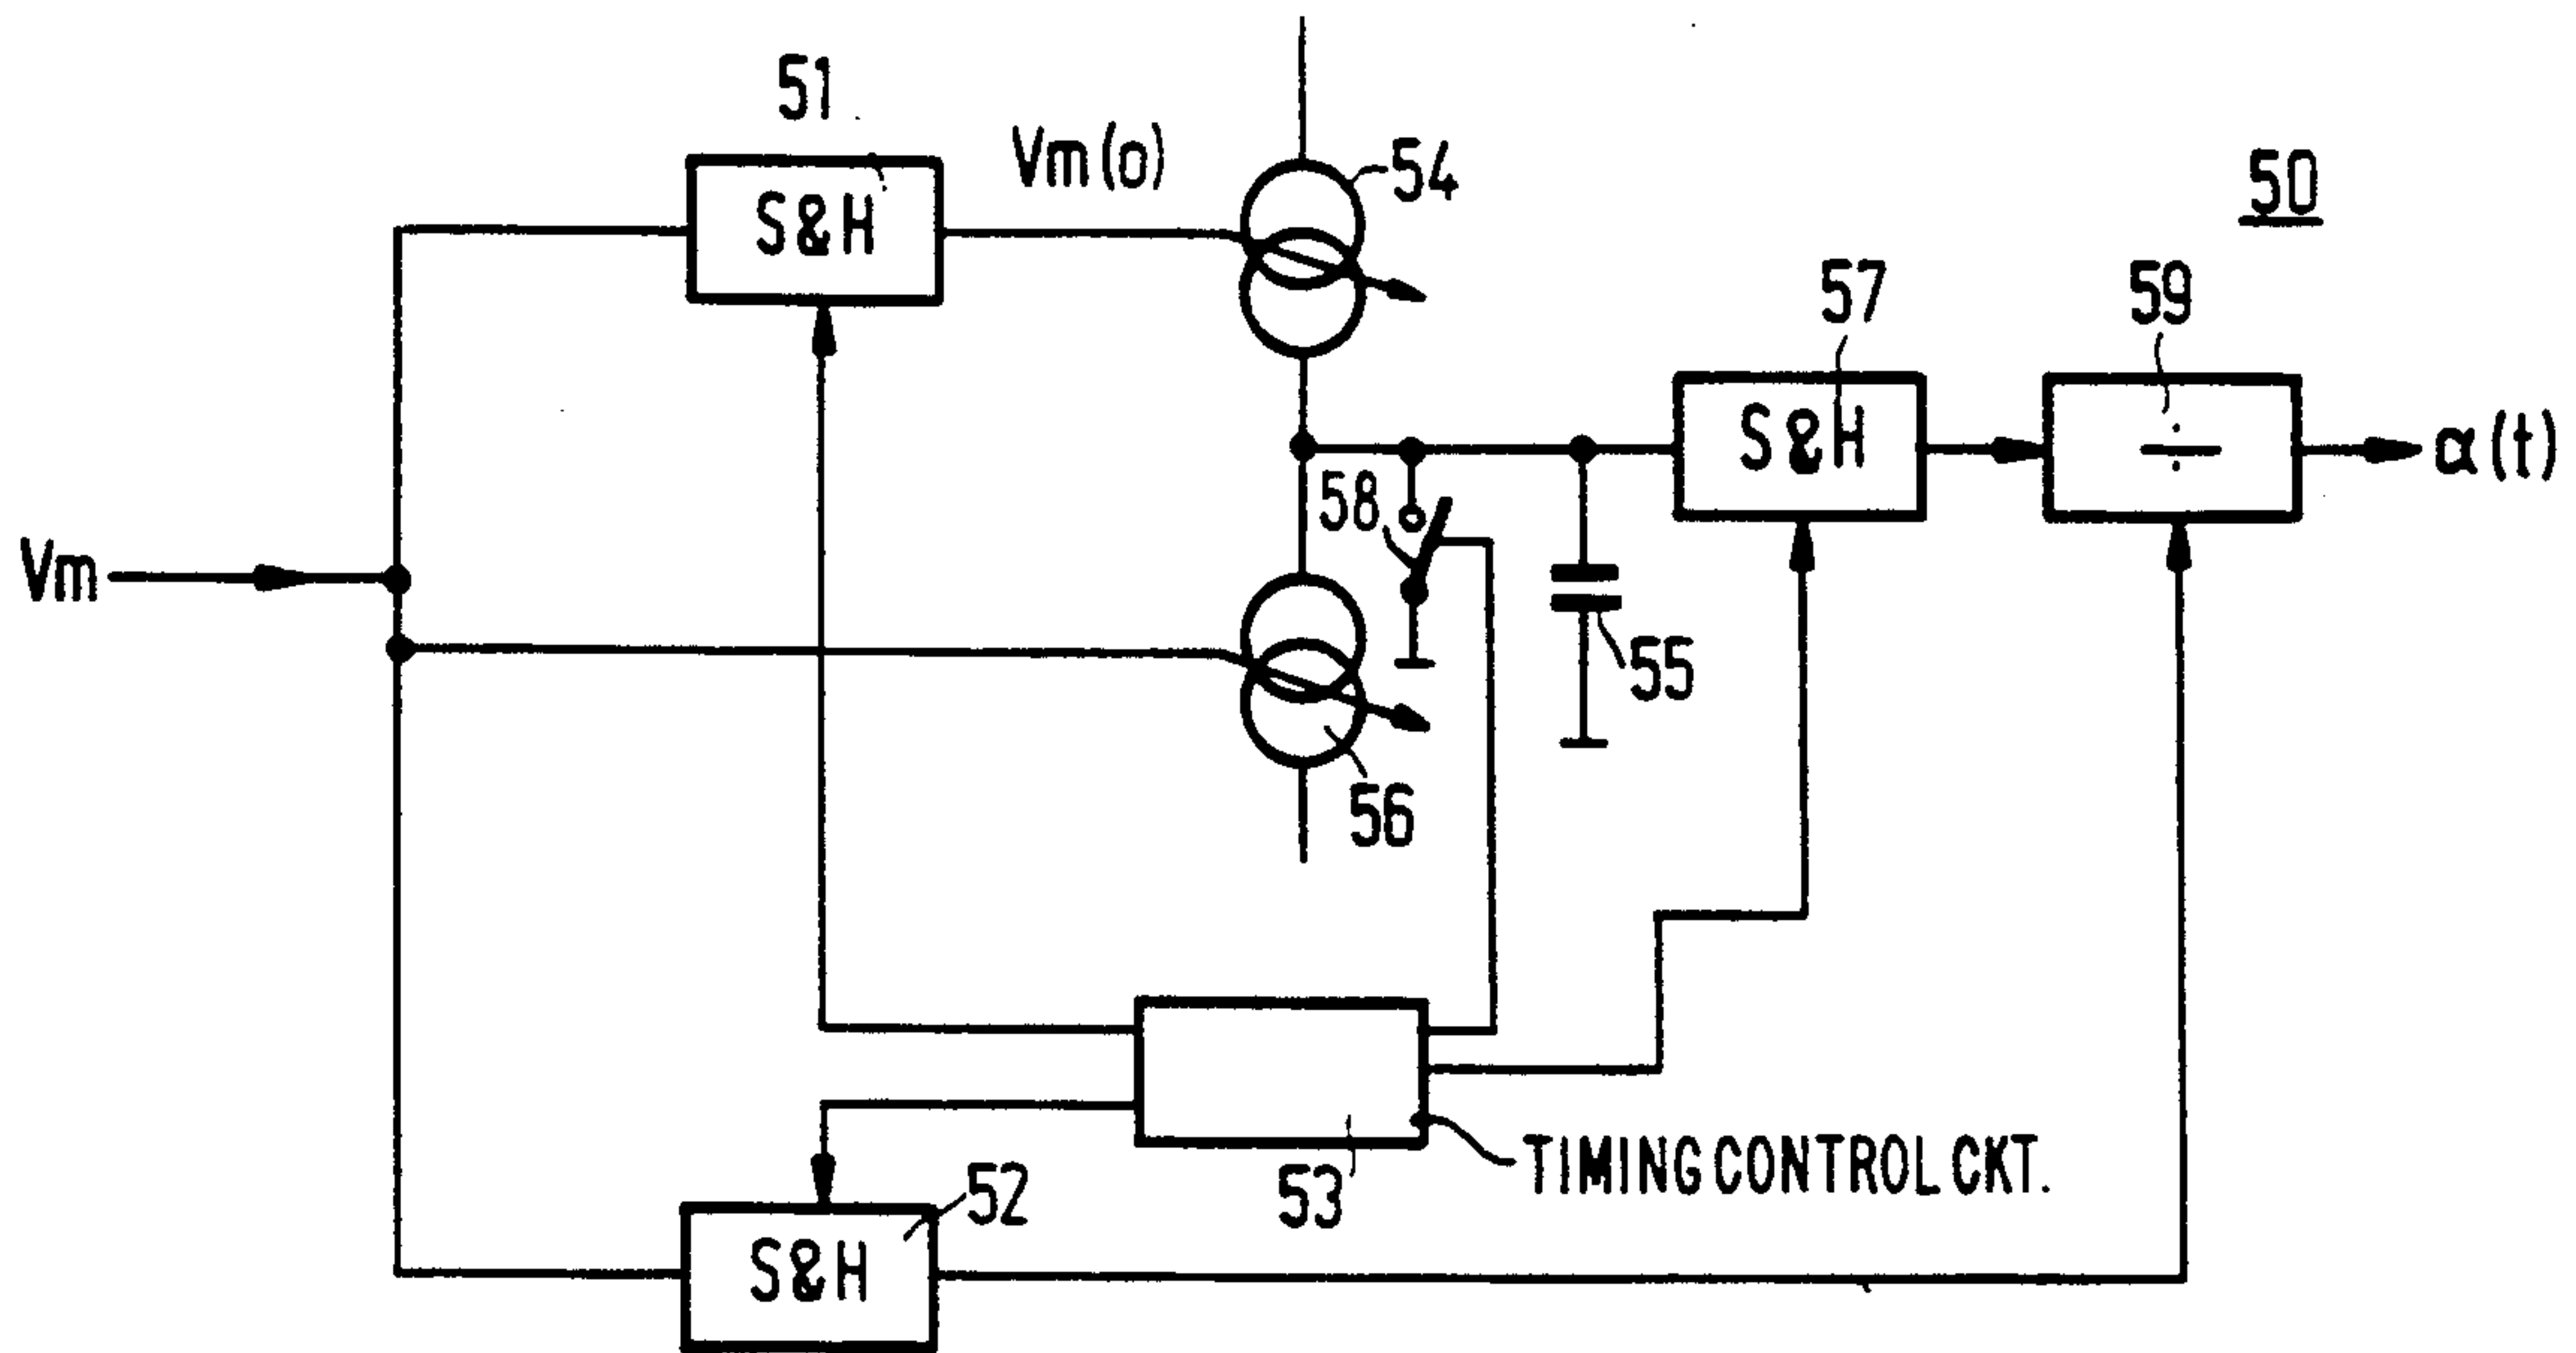 51
Vm(o)
54
50
S&H
57
59
S&H
÷
α(t)
58
Vm
55
56
53
TIMING CONTROL CKT.
52
S&H